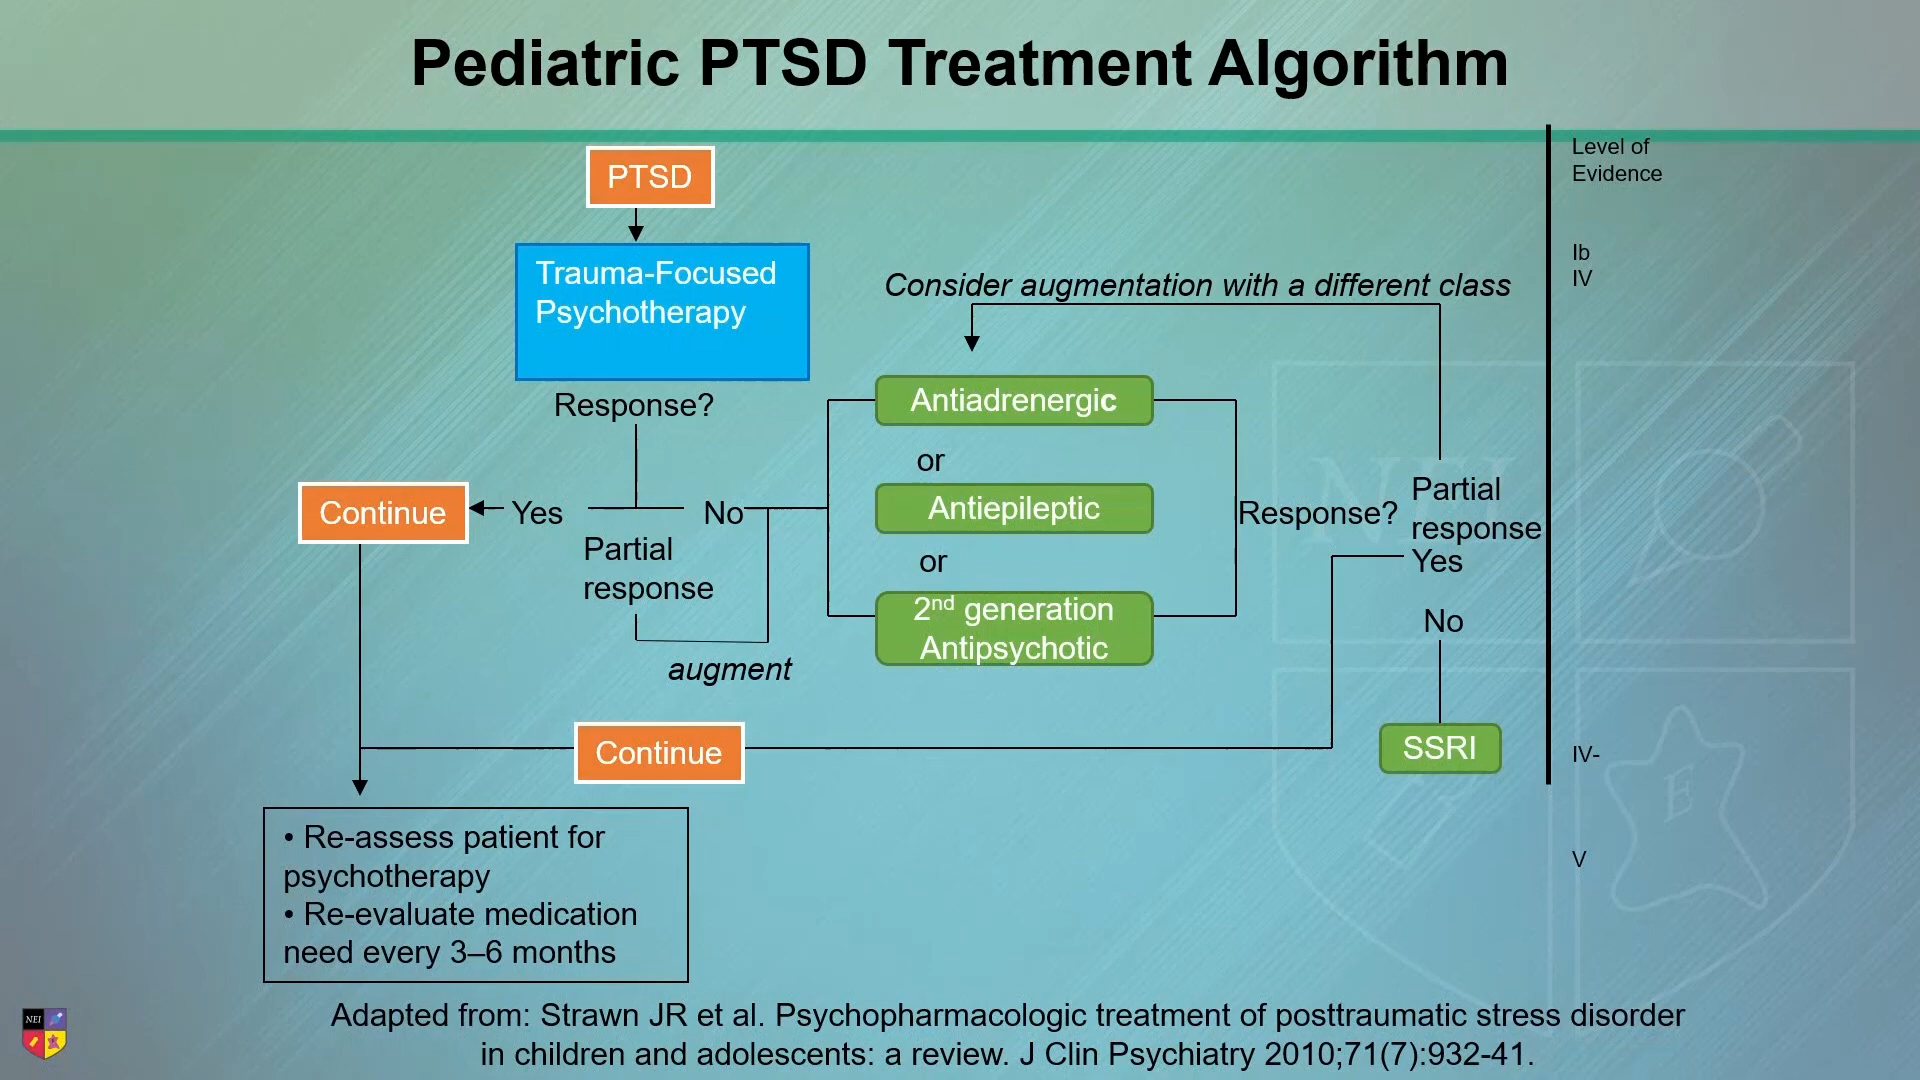 Pediatric PTSD Treatment Algorithm
Level of
Evidence
PTSD
Ib
IV
Trauma-Focused
Psychotherapy
Consider augmentation with a different class
Response?
Antiadrenergic
or
Continue
Yes
No
Antiepileptic
Response?
Partial
response
Partial
response
or
Yes
2nd generation
Antipsychotic
No
augment
Continue
SSRI
IV-
• Re-assess patient for
psychotherapy
• Re-evaluate medication
need every 3–6 months
V
NEI
E
NEI
Adapted from: Strawn JR et al. Psychopharmacologic treatment of posttraumatic stress disorder
in children and adolescents: a review. J Clin Psychiatry 2010;71(7):932-41.